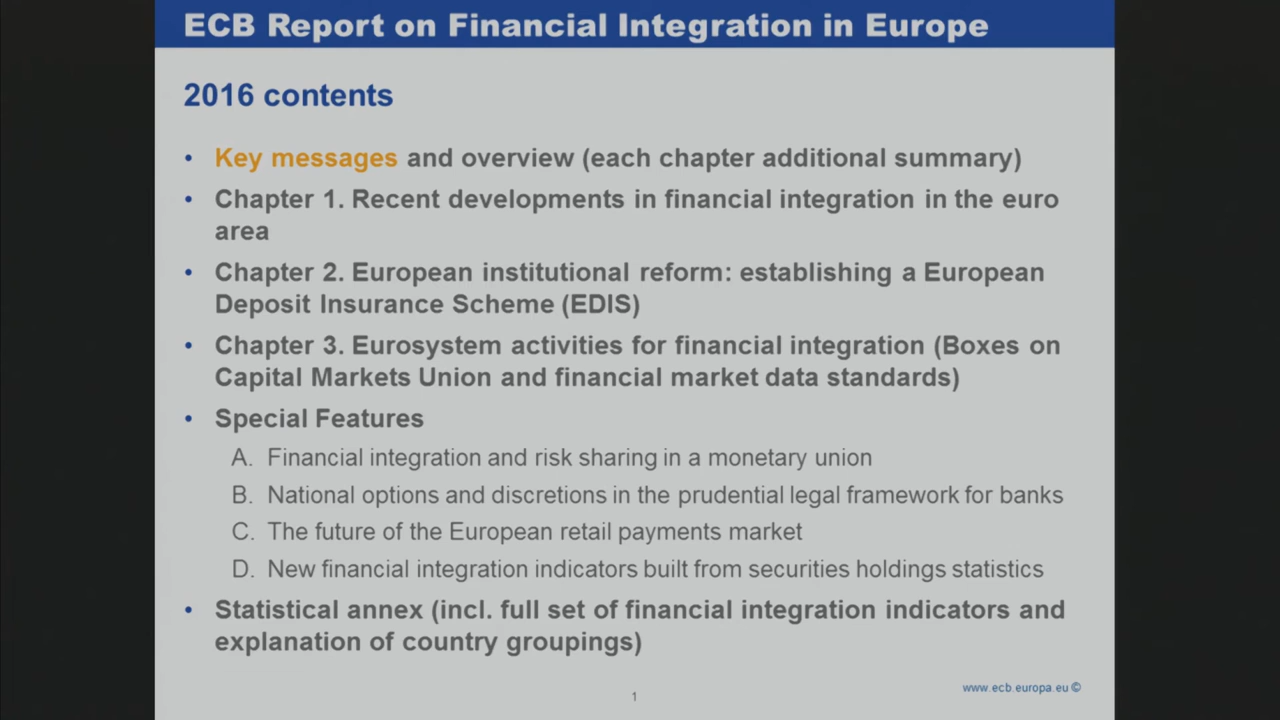 ECB Report on Financial Integration in Europe
2016 contents
• Key messages and overview (each chapter additional summary)
• Chapter 1. Recent developments in financial integration in the euro
area
• Chapter 2. European institutional reform: establishing a European
Deposit Insurance Scheme (EDIS)
• Chapter 3. Eurosystem activities for financial integration (Boxes on
Capital Markets Union and financial market data standards)
• Special Features
A. Financial integration and risk sharing in a monetary union
B. National options and discretions in the prudential legal framework for banks
C. The future of the European retail payments market
D. New financial integration indicators built from securities holdings statistics
• Statistical annex (incl. full set of financial integration indicators and
explanation of country groupings)
1
www.ecb.europa.eu ©